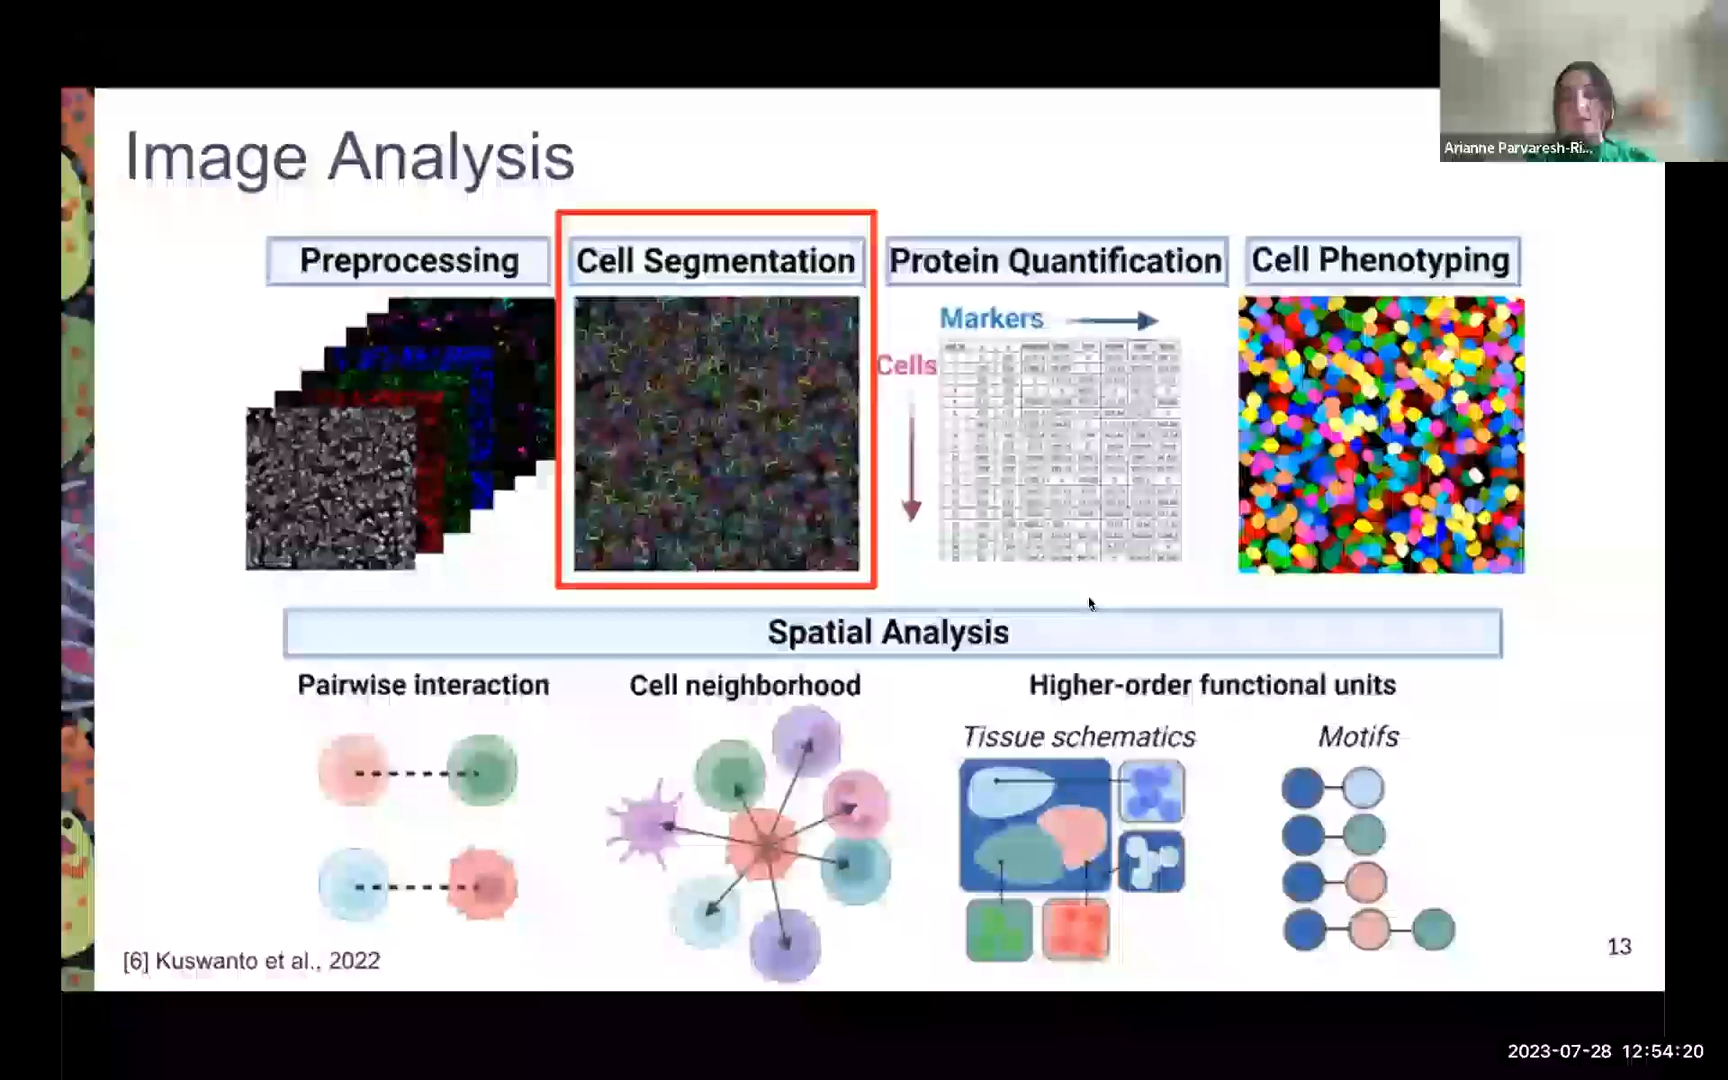 Arianne Parvaresh-Ri...
Image Analysis
Preprocessing
Cell Segmentation
Protein Quantification
Cell Phenotyping
Markers
Cells
Spatial Analysis
Pairwise interaction
Cell neighborhood
Higher-order functional units
Tissue schematics
Motifs
[6] Kuswanto et al., 2022
13
2023-07-28 12:54:20